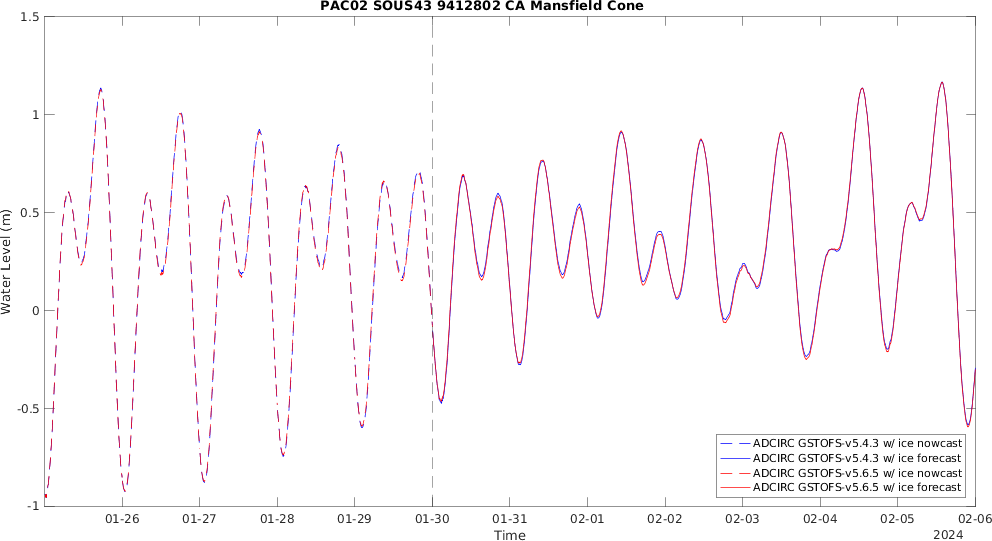 PAC02 SOUS43 9412802 CA Mansfield Cone
Water Level (m)
1.5
1
0.5
0
-0.5
-1
01-26 01-27 01-28 01-29 01-30 01-31 02-01 02-02 02-03 02-04 02-05 02-06
Time
2024
ADCIRC GSTOFS-v5.4.3 w/ ice nowcast
ADCIRC GSTOFS-v5.4.3 w/ ice forecast
ADCIRC GSTOFS-v5.6.5 w/ ice nowcast
ADCIRC GSTOFS-v5.6.5 w/ ice forecast